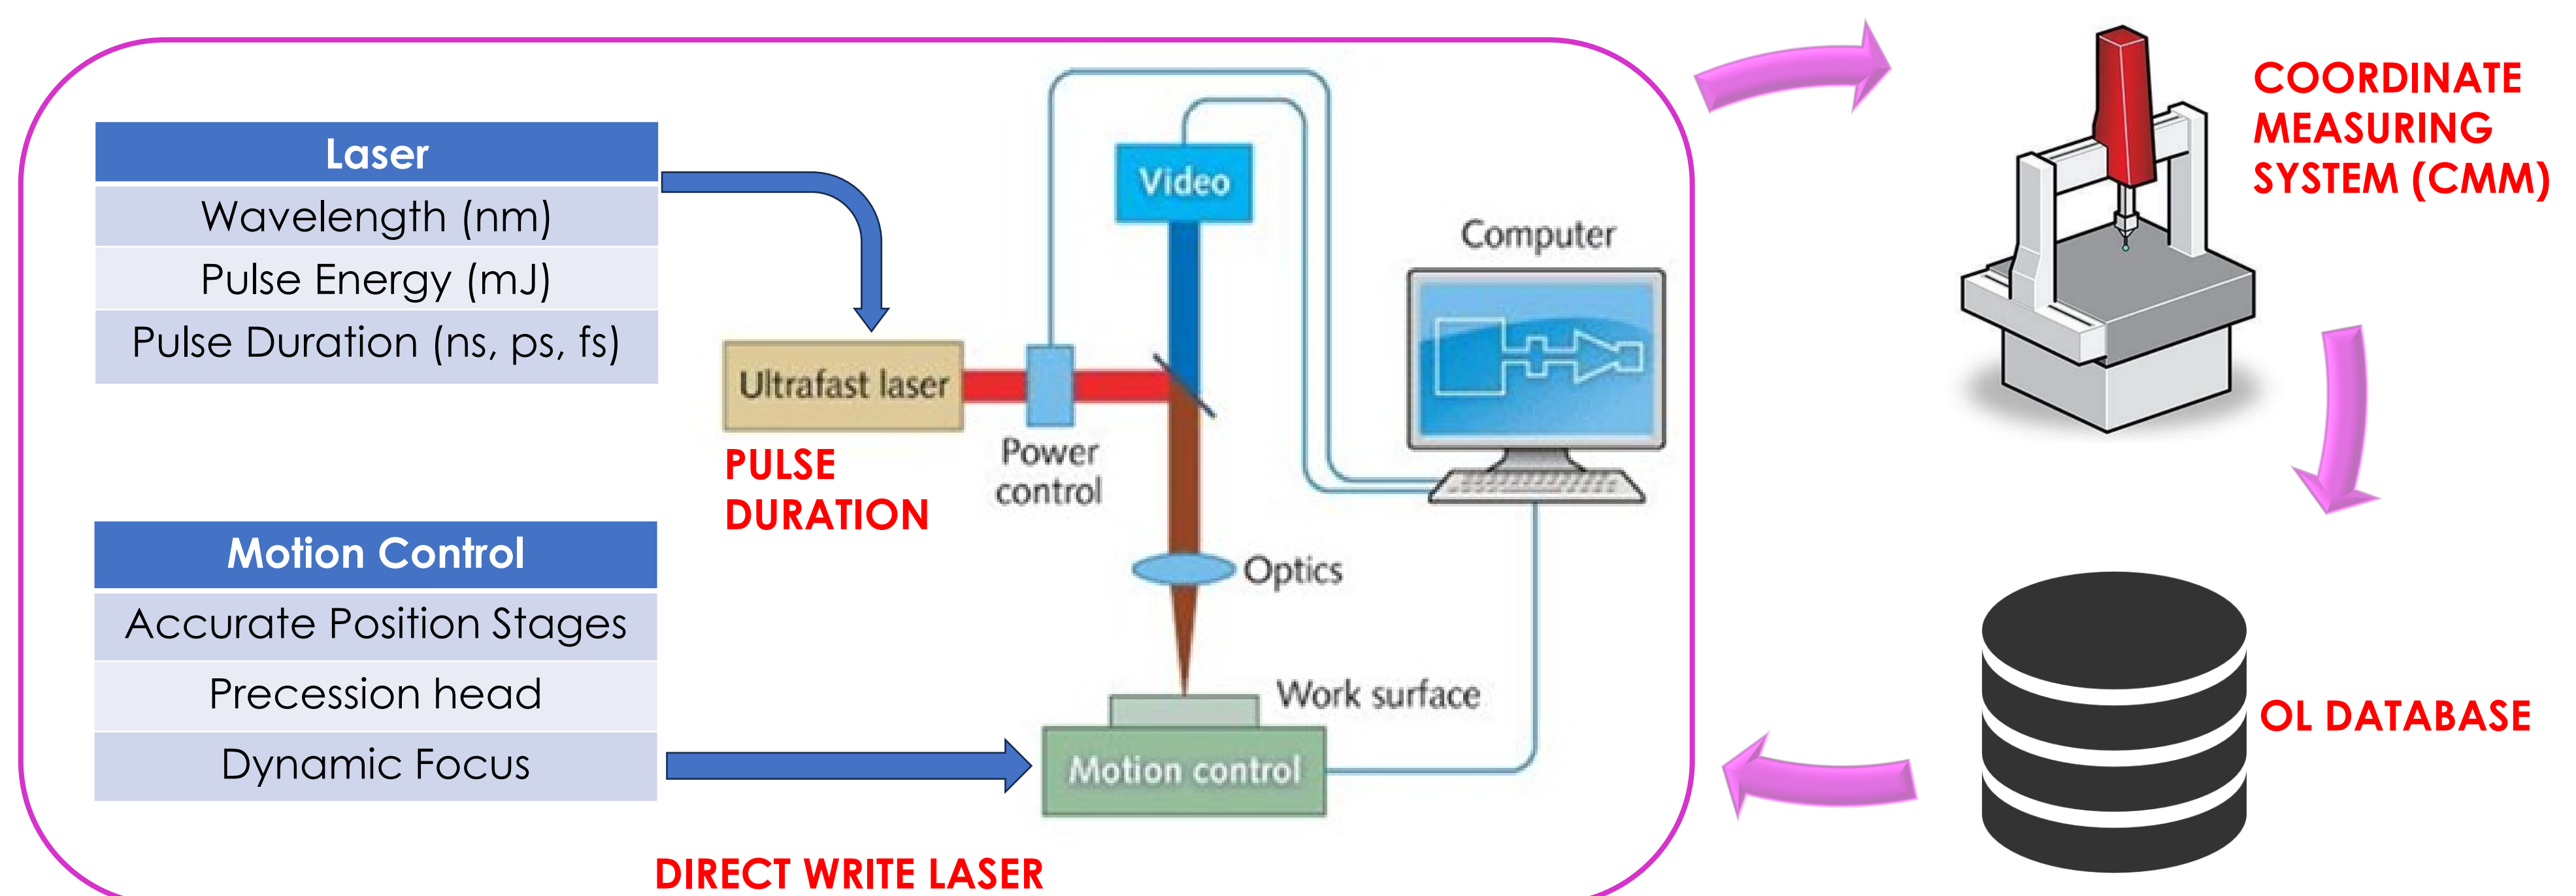 Laser
Wavelength (nm)
Pulse Energy (mJ)
Pulse Duration (ns, ps, fs)
Motion Control
Accurate Position Stages
Precession head
Dynamic Focus
Video
Computer
Ultrafast laser
PULSE
DURATION
Power
control
Optics
Work surface
Motion control
DIRECT WRITE LASER
COORDINATE
MEASURING
SYSTEM (CMM)
OL DATABASE